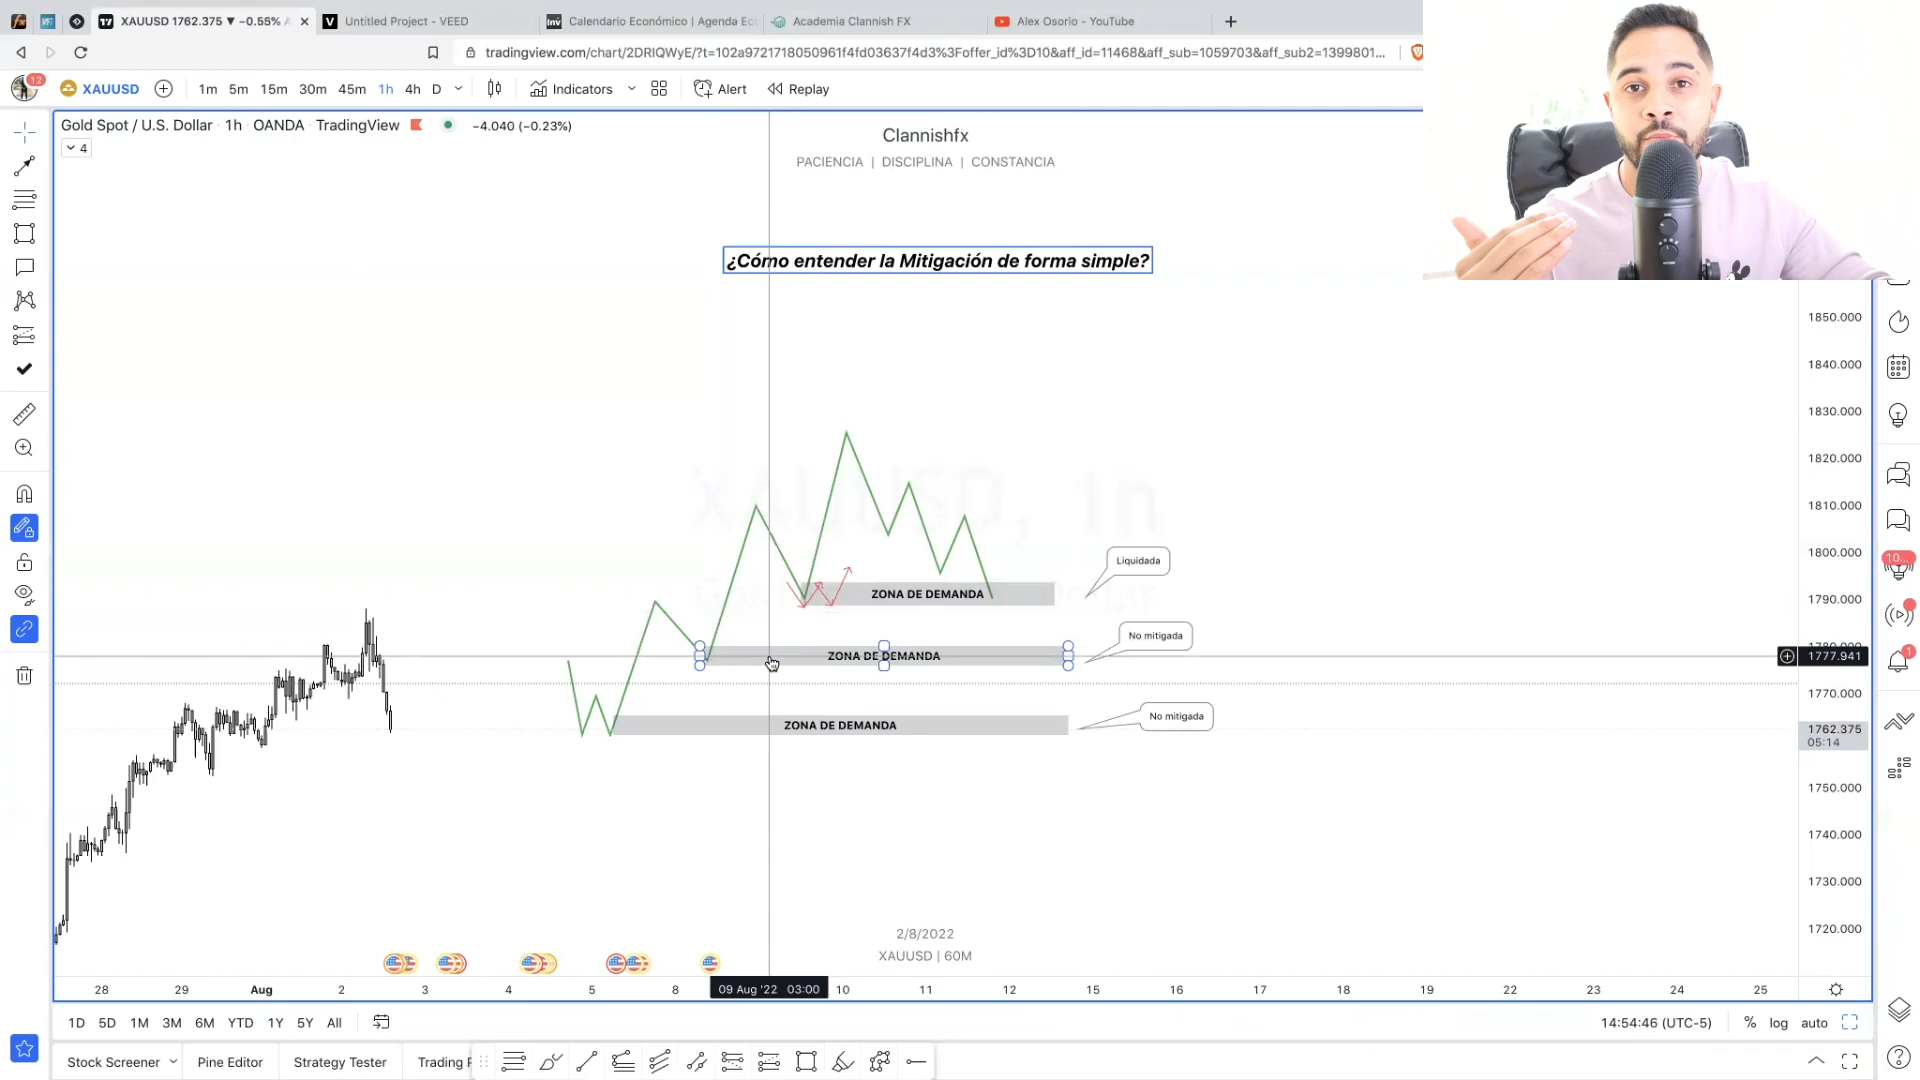 XAUUSD 1762.375 ▼ −0.56%
Untitled Project - VEED
Calendario Económico | Agenda Ec
Academia Clannish FX
Alex Osorio - YouTube
tradingview.com/chart/2DRIQWyE/?t=102a9721718050961f4fd03637f4d3%3Foffer_id%3D10&aff_id=11468&aff_sub=1059703&aff_sub2=1399801...
12
XAUUSD
1m 5m 15m 30m 45m 1h 4h D
Indicators
Alert
Replay
Gold Spot / U.S. Dollar · 1h · OANDA · TradingView
−4.040 (−0.23%)
4
Clannishfx
PACIENCIA | DISCIPLINA | CONSTANCIA
¿Cómo entender la Mitigación de forma simple?
XAUUSD, 1h
1850.000
1840.000
1830.000
1820.000
1810.000
1800.000
1790.000
1777.941
1770.000
1762.375
05:14
1750.000
1740.000
1730.000
1720.000
Liquidada
ZONA DE DEMANDA
No mitigada
ZONA DE DEMANDA
No mitigada
ZONA DE DEMANDA
10...
1
2/8/2022
XAUUSD | 60M
28 29 Aug 2 3 4 5 8 09 Aug '22 03:00 10 11 12 15 16 17 18 19 22 23 24 25
1D 5D 1M 3M 6M YTD 1Y 5Y All
14:54:46 (UTC-5) % log auto
Stock Screener
Pine Editor
Strategy Tester
Trading